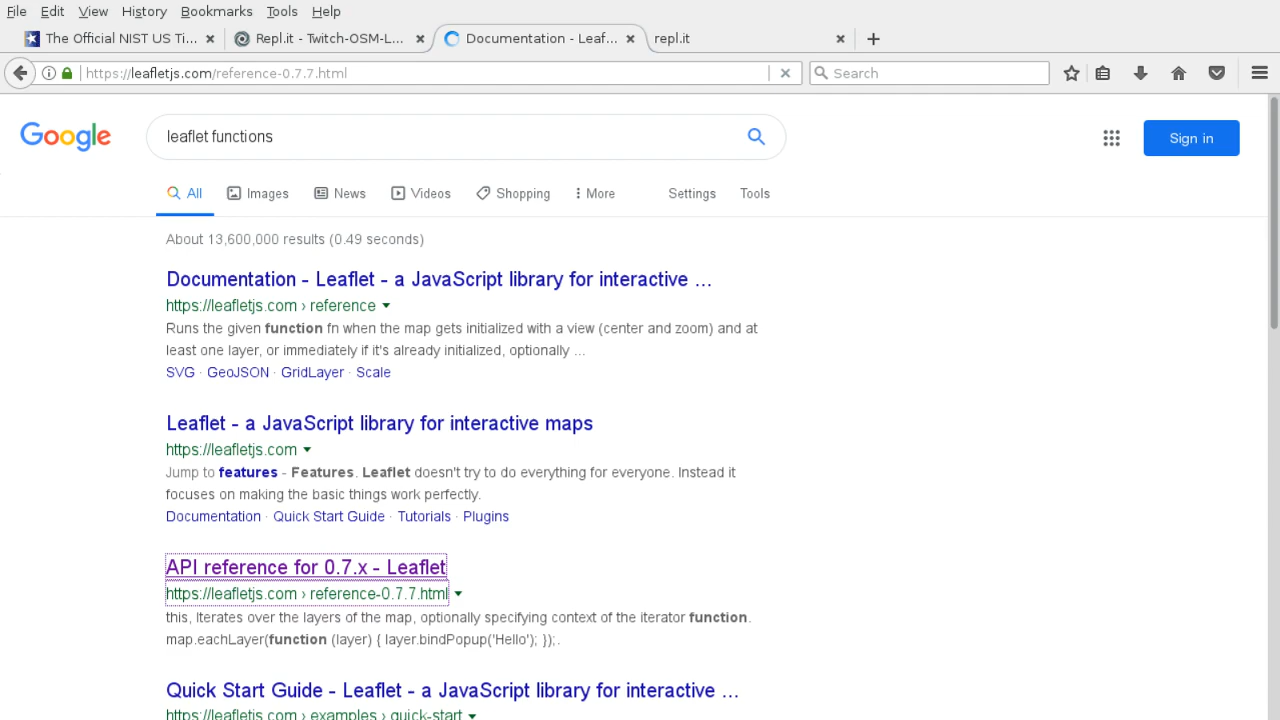 File Edit View History Bookmarks Tools Help
The Official NIST US Ti... × Repl.it - Twitch-OSM-L... × Documentation - Leaf... × repl.it × +
https://leafletjs.com/reference-0.7.7.html × Search
Google leaflet functions Sign in
All Images News Videos Shopping More Settings Tools
About 13,600,000 results (0.49 seconds)
Documentation - Leaflet - a JavaScript library for interactive ...
https://leafletjs.com › reference
Runs the given function fn when the map gets initialized with a view (center and zoom) and at
least one layer, or immediately if it's already initialized, optionally ...
SVG · GeoJSON · GridLayer · Scale
Leaflet - a JavaScript library for interactive maps
https://leafletjs.com
Jump to features - Features. Leaflet doesn't try to do everything for everyone. Instead it
focuses on making the basic things work perfectly.
Documentation · Quick Start Guide · Tutorials · Plugins
API reference for 0.7.x - Leaflet
https://leafletjs.com › reference-0.7.7.html
this, Iterates over the layers of the map, optionally specifying context of the iterator function.
map.eachLayer(function (layer) { layer.bindPopup('Hello'); });.
Quick Start Guide - Leaflet - a JavaScript library for interactive ...
https://leafletjs.com › examples › quick-start